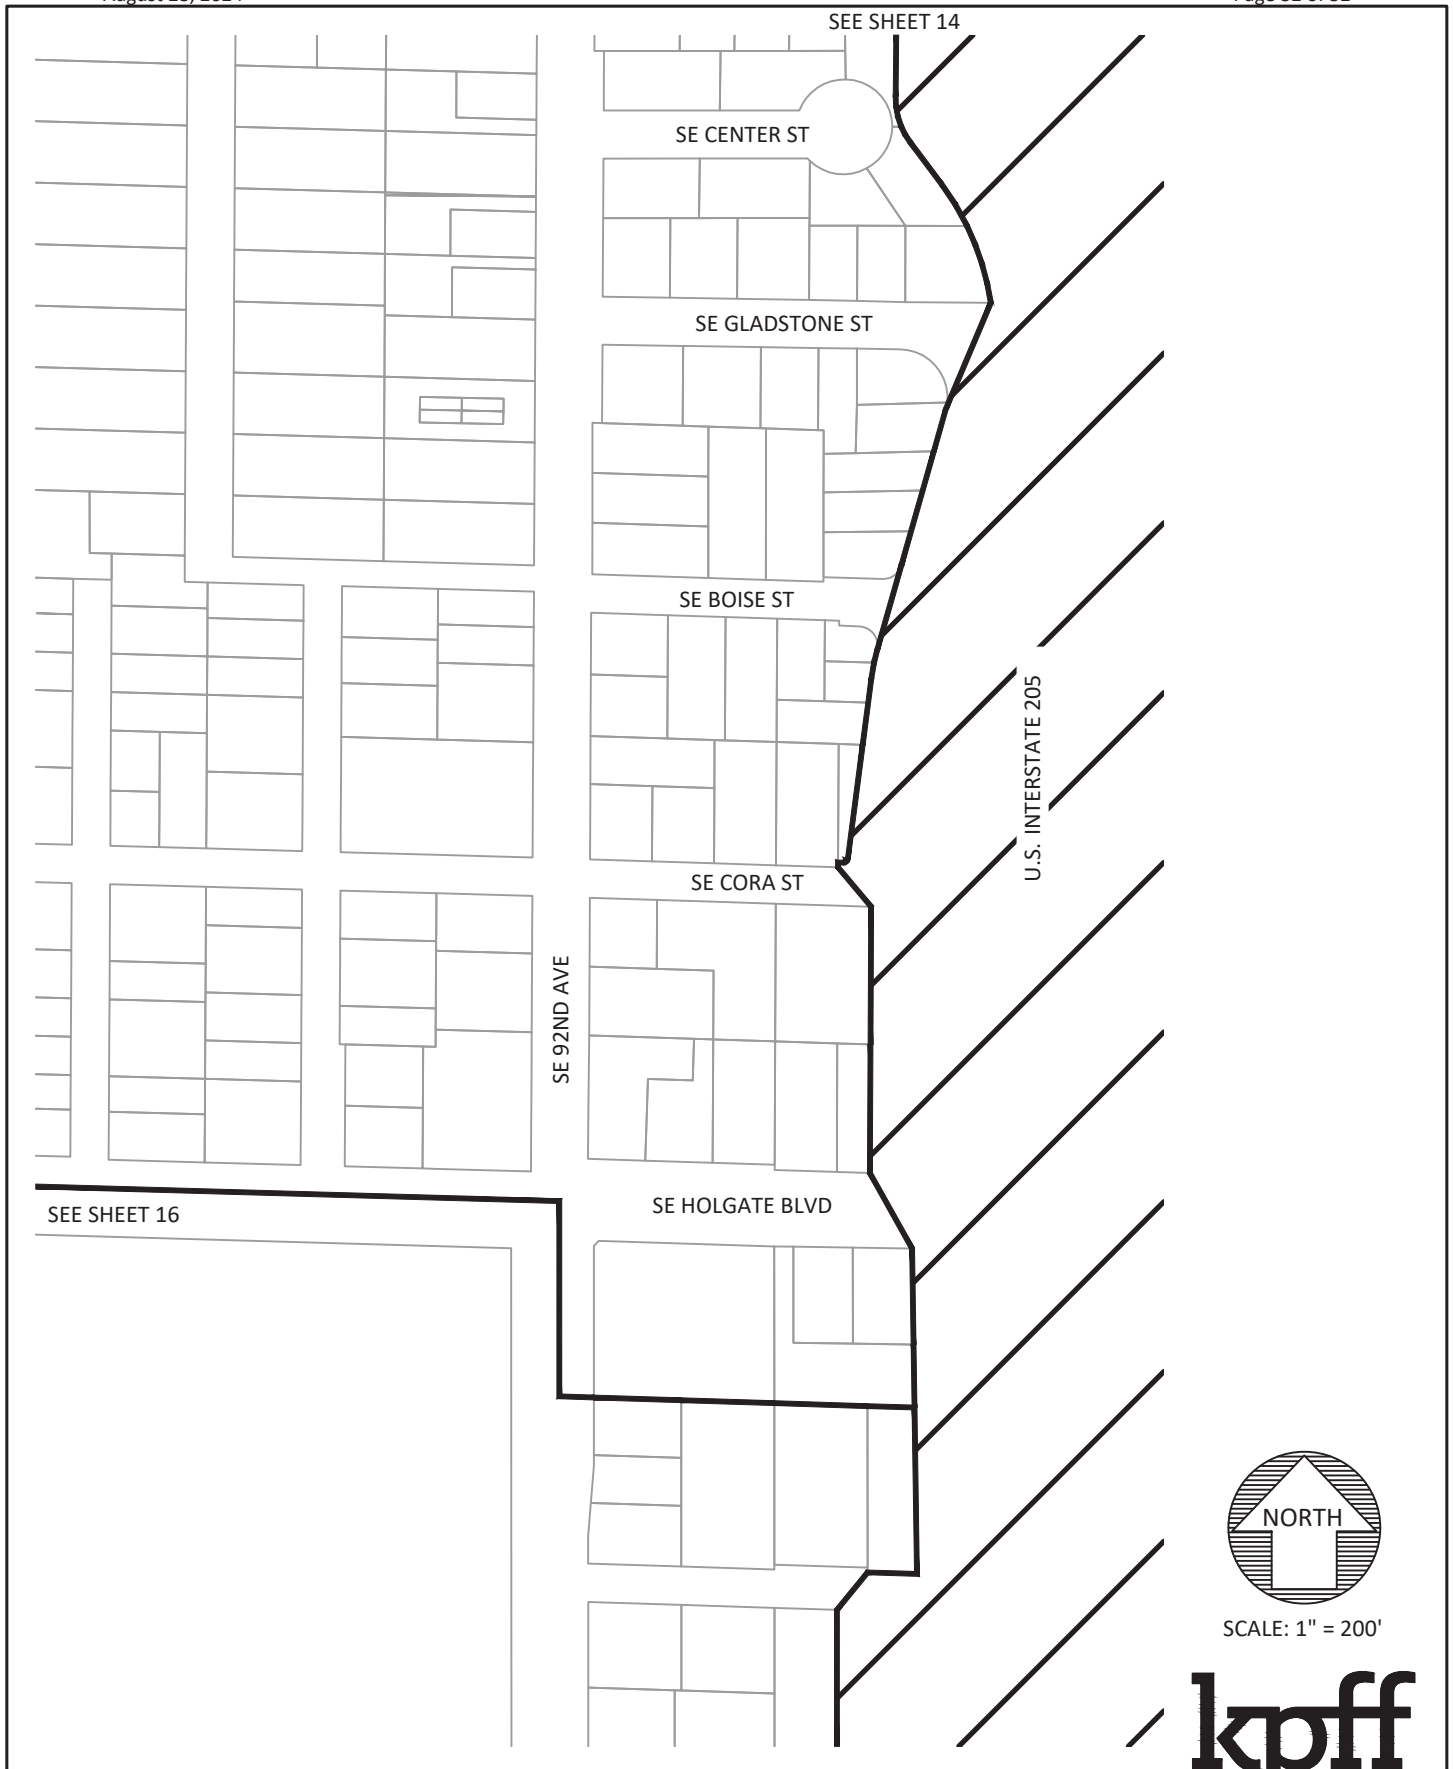 SEE SHEET 14
SE CENTER ST
SE GLADSTONE ST
SE BOISE ST
U.S. INTERSTATE 205
SE CORA ST
SE 92ND AVE
SE HOLGATE BLVD
SEE SHEET 16
NORTH
SCALE: 1" = 200'
kpff